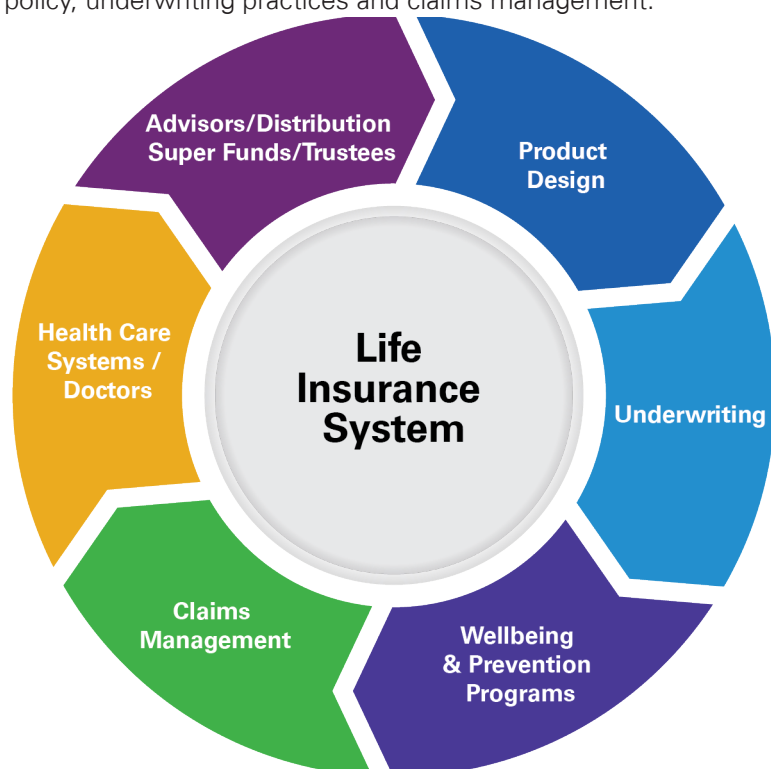 policy, underwriting practices and claims management.
Advisors/Distribution
Super Funds/Trustees
Product
Design
Health Care
Systems /
Doctors
Life
Insurance
System
Underwriting
Claims
Management
Wellbeing
& Prevention
Programs